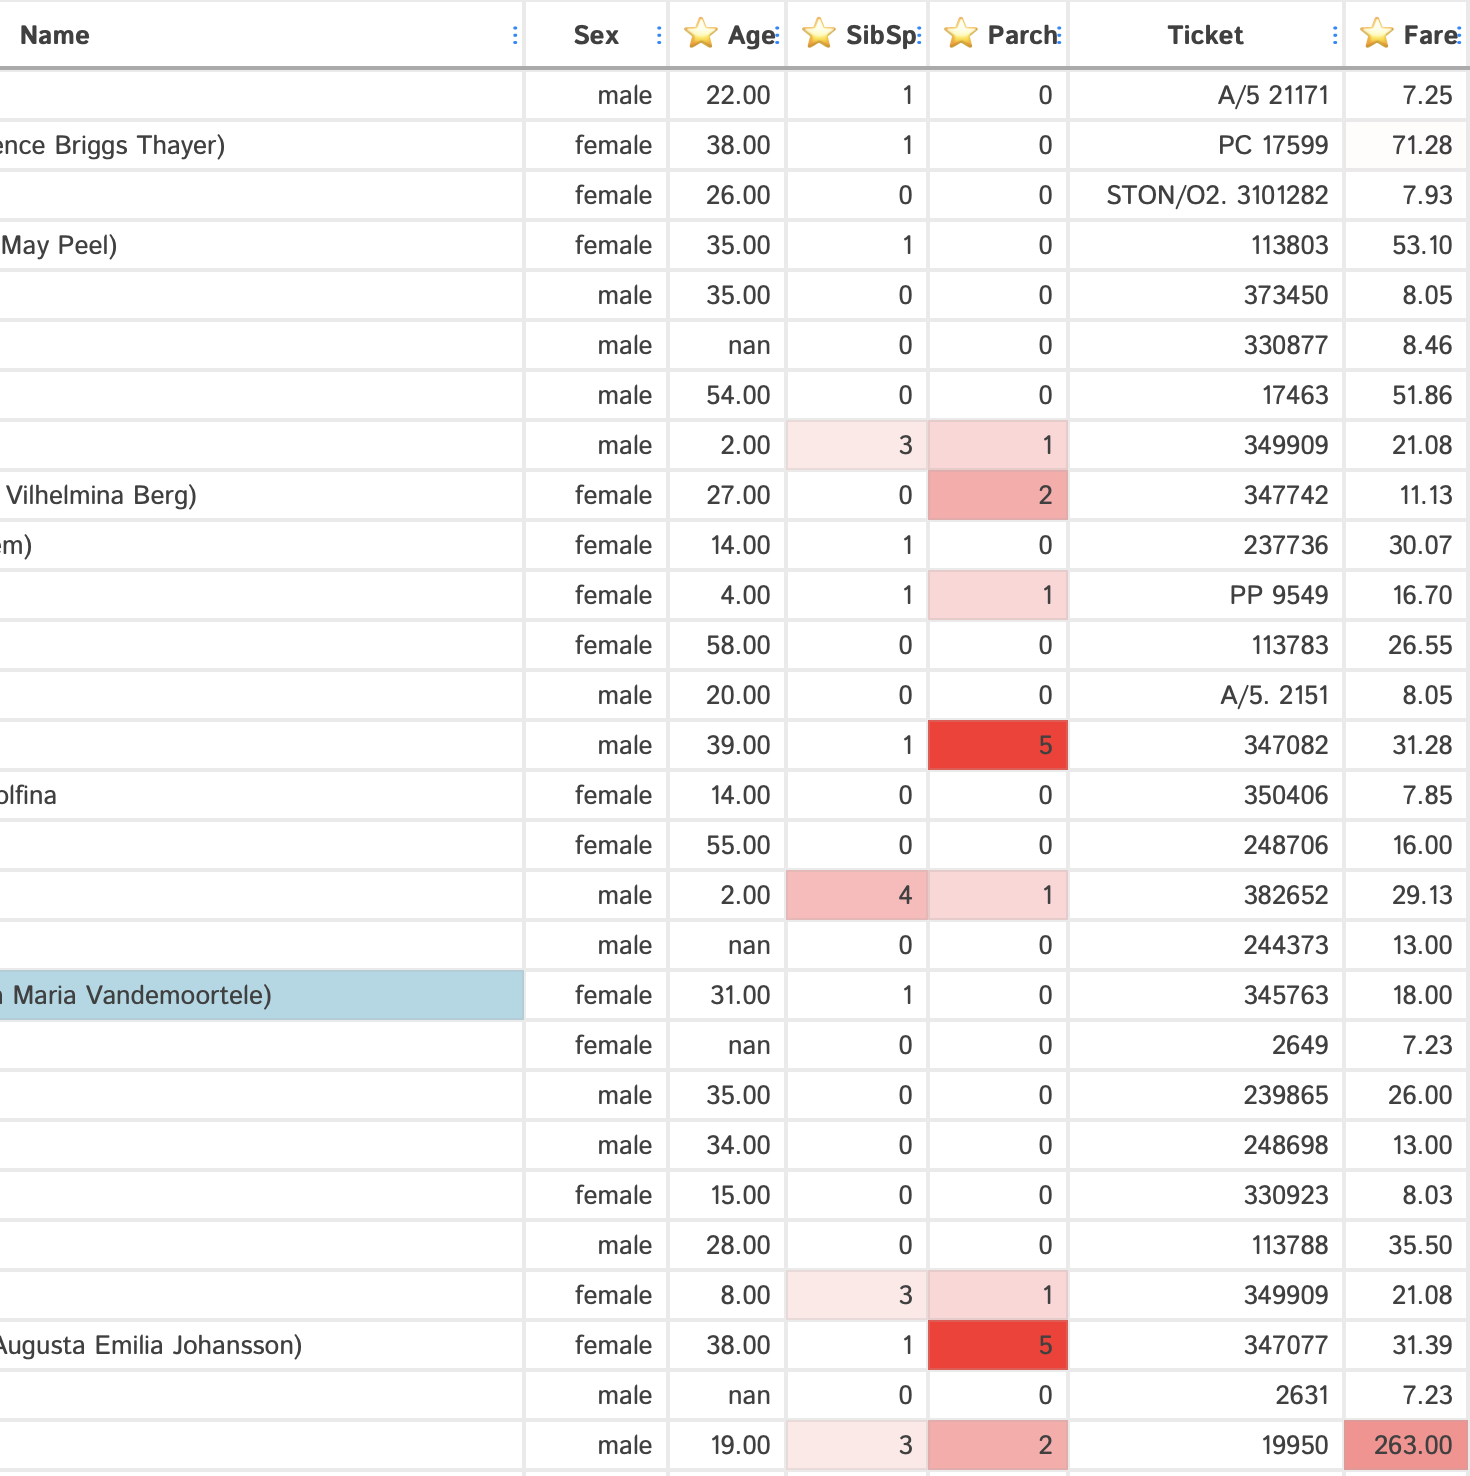 Name Sex Age SibSp Parch Ticket Fare
male 22.00 1 0 A/5 21171 7.25
ence Briggs Thayer) female 38.00 1 0 PC 17599 71.28
female 26.00 0 0 STON/O2. 3101282 7.93
May Peel) female 35.00 1 0 113803 53.10
male 35.00 0 0 373450 8.05
male nan 0 0 330877 8.46
male 54.00 0 0 17463 51.86
male 2.00 3 1 349909 21.08
Vilhelmina Berg) female 27.00 0 2 347742 11.13
em) female 14.00 1 0 237736 30.07
female 4.00 1 1 PP 9549 16.70
female 58.00 0 0 113783 26.55
male 20.00 0 0 A/5. 2151 8.05
male 39.00 1 5 347082 31.28
olfina female 14.00 0 0 350406 7.85
female 55.00 0 0 248706 16.00
male 2.00 4 1 382652 29.13
male nan 0 0 244373 13.00
Maria Vandemoortele) female 31.00 1 0 345763 18.00
female nan 0 0 2649 7.23
male 35.00 0 0 239865 26.00
male 34.00 0 0 248698 13.00
female 15.00 0 0 330923 8.03
male 28.00 0 0 113788 35.50
female 8.00 3 1 349909 21.08
Augusta Emilia Johansson) female 38.00 1 5 347077 31.39
male nan 0 0 2631 7.23
male 19.00 3 2 19950 263.00